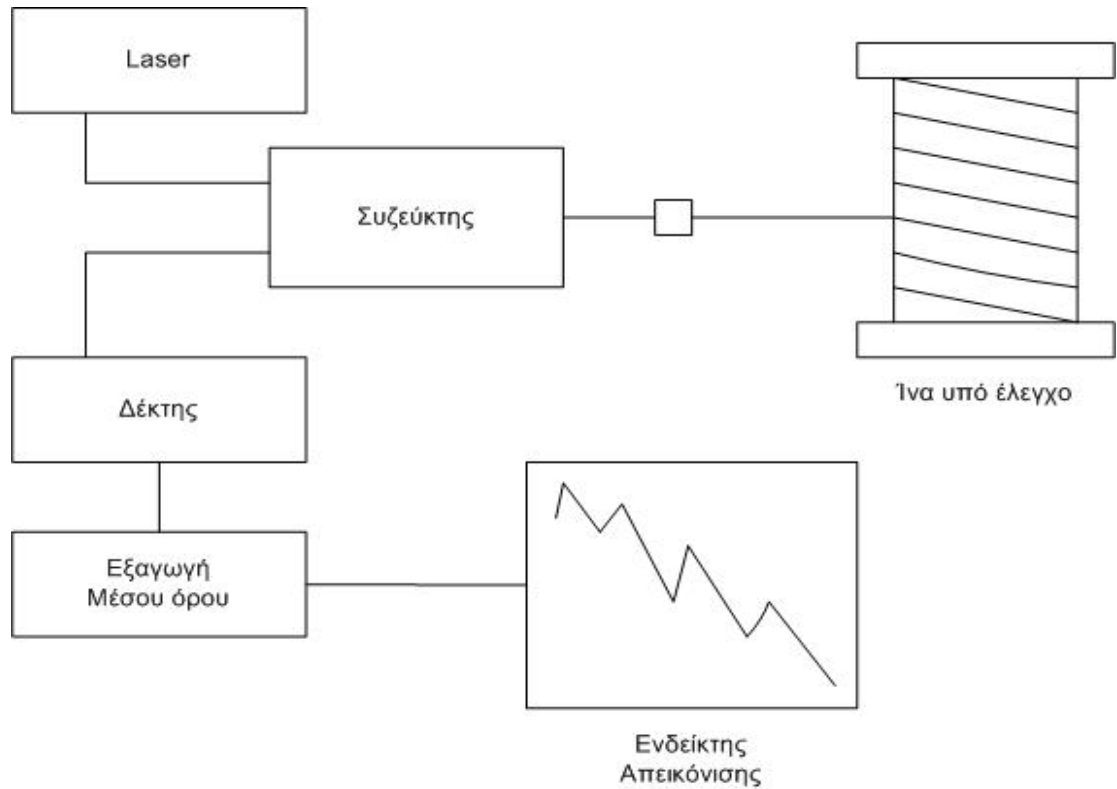 Laser
Συζεύκτης
Ίνα υπό έλεγχο
Δέκτης
Εξαγωγή
Μέσου όρου
Ενδείκτης
Απεικόνισης